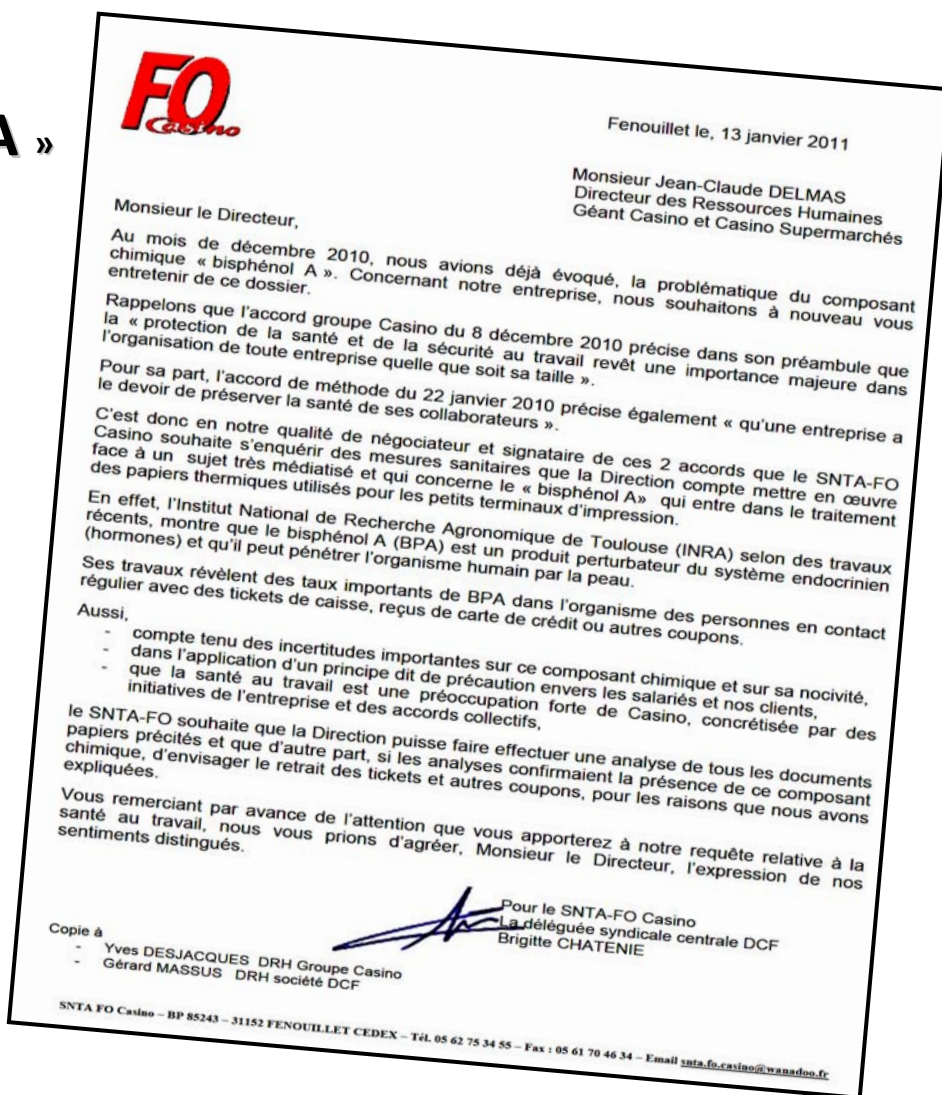 A »
FO
Casino
Fenouillet le, 13 janvier 2011
Monsieur Jean-Claude DELMAS
Directeur des Ressources Humaines
Géant Casino et Casino Supermarchés
Monsieur le Directeur,
Au mois de décembre 2010, nous avions déjà évoqué, la problématique du composant
chimique « bisphénol A ». Concernant notre entreprise, nous souhaitons à nouveau vous
entretenir de ce dossier.
Rappelons que l'accord groupe Casino du 8 décembre 2010 précise dans son préambule que
la « protection de la santé et de la sécurité au travail revêt une importance majeure dans
l'organisation de toute entreprise quelle que soit sa taille ».
Pour sa part, l'accord de méthode du 22 janvier 2010 précise également « qu'une entreprise a
le devoir de préserver la santé de ses collaborateurs ».
C'est donc en notre qualité de négociateur et signataire de ces 2 accords que le SNTA-FO
Casino souhaite s'enquérir des mesures sanitaires que la Direction compte mettre en œuvre
face à un sujet très médiatisé et qui concerne le « bisphénol A» qui entre dans le traitement
des papiers thermiques utilisés pour les petits terminaux d'impression.
En effet, l'Institut National de Recherche Agronomique de Toulouse (INRA) selon des travaux
récents, montre que le bisphénol A (BPA) est un produit perturbateur du système endocrinien
(hormones) et qu'il peut pénétrer l'organisme humain par la peau.
Ses travaux révèlent des taux importants de BPA dans l'organisme des personnes en contact
régulier avec des tickets de caisse, reçus de carte de crédit ou autres coupons.
Aussi,
- compte tenu des incertitudes importantes sur ce composant chimique et sur sa nocivité,
- dans l'application d'un principe dit de précaution envers les salariés et nos clients,
- que la santé au travail est une préoccupation forte de Casino, concrétisée par des
initiatives de l'entreprise et des accords collectifs,
le SNTA-FO souhaite que la Direction puisse faire effectuer une analyse de tous les documents
papiers précités et que d'autre part, si les analyses confirmaient la présence de ce composant
chimique, d'envisager le retrait des tickets et autres coupons, pour les raisons que nous avons
expliquées.
Vous remerciant par avance de l'attention que vous apporterez à notre requête relative à la
santé au travail, nous vous prions d'agréer, Monsieur le Directeur, l'expression de nos
sentiments distingués.
Pour le SNTA-FO Casino
La déléguée syndicale centrale DCF
Brigitte CHATENIE
Copie à
- Yves DESJACQUES DRH Groupe Casino
- Gérard MASSUS DRH société DCF
SNTA FO Casino – BP 85243 – 31152 FENOUILLET CEDEX – Tél. 05 62 75 34 55 – Fax : 05 61 70 46 34 – Email snta.fo.casino@wanadoo.fr